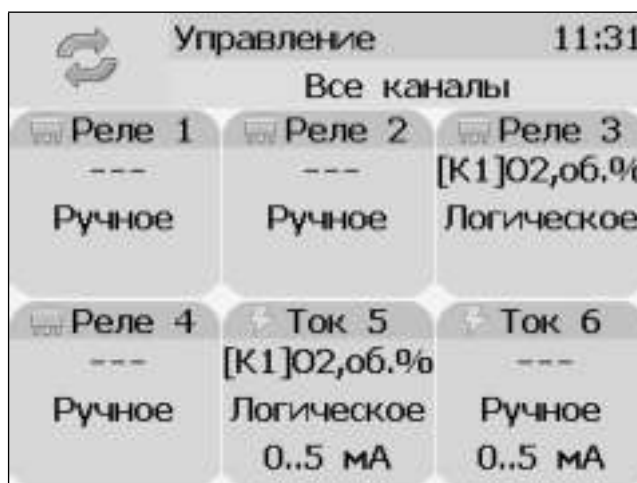 Управление 11:31
Все каналы
Реле 1 Реле 2 Реле 3
--- --- [К1]О2,об.%
Ручное Ручное Логическое
Реле 4 Ток 5 Ток 6
--- [К1]О2,об.% ---
Ручное Логическое Ручное
0..5 мА 0..5 мА